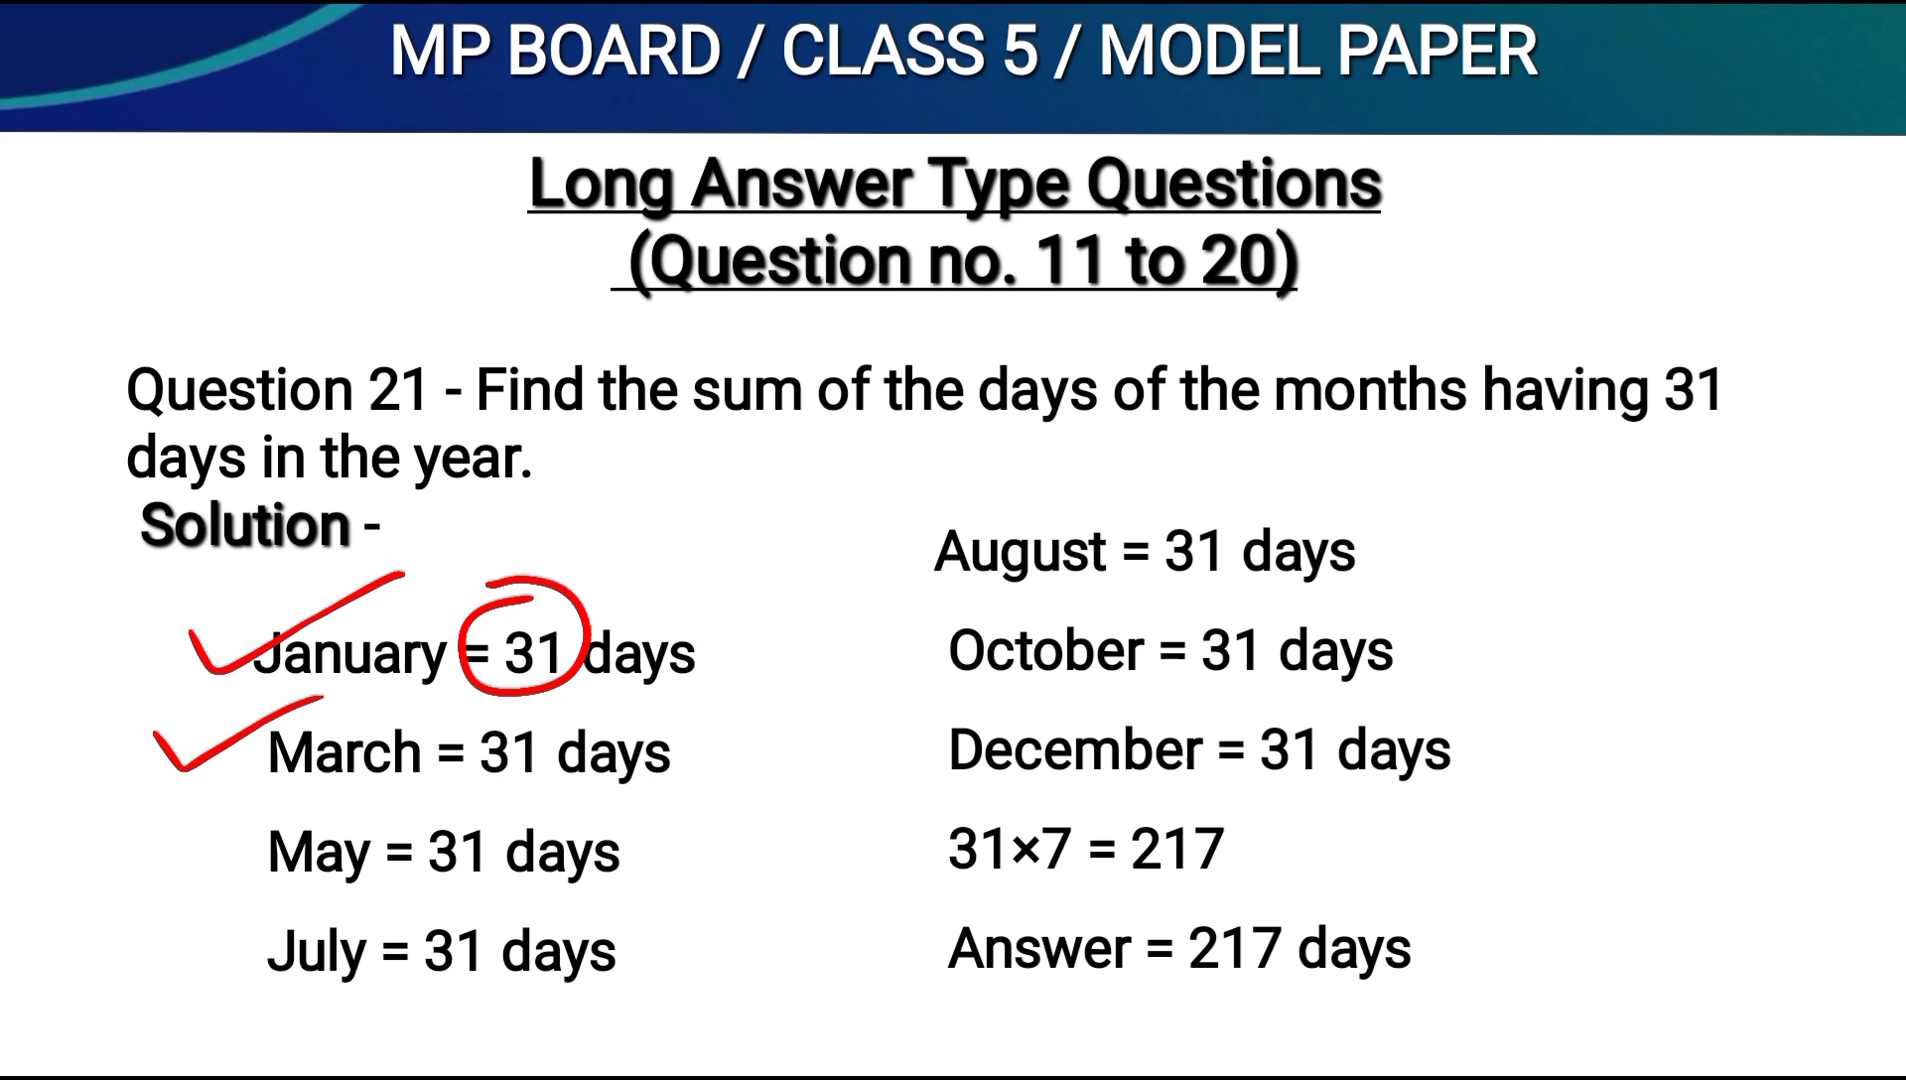 MP BOARD / CLASS 5 / MODEL PAPER
Long Answer Type Questions
(Question no. 11 to 20)
Question 21 - Find the sum of the days of the months having 31
days in the year.
Solution -
January = 31 days
March = 31 days
May = 31 days
July = 31 days
August = 31 days
October = 31 days
December = 31 days
31×7 = 217
Answer = 217 days